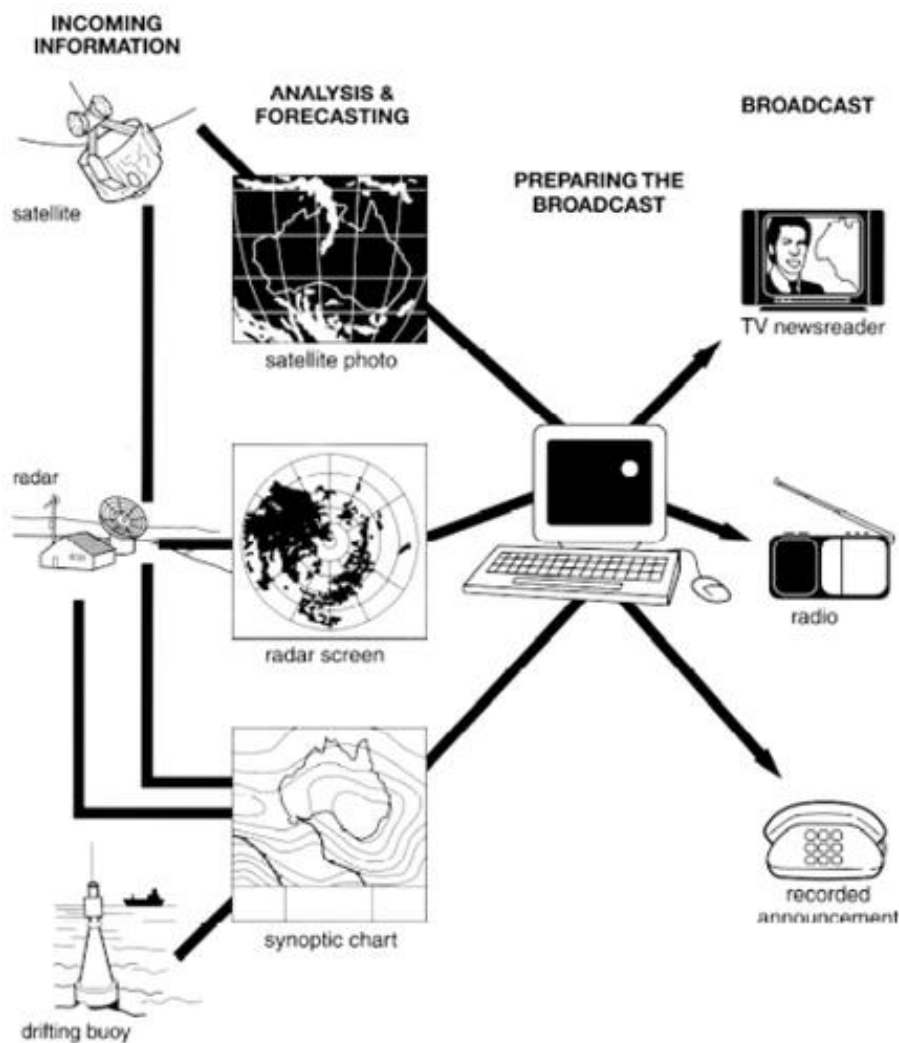 INCOMING
INFORMATION
ANALYSIS &
FORECASTING
PREPARING THE
BROADCAST
BROADCAST
satellite
satellite photo
TV newsreader
radar
radar screen
radio
synoptic chart
recorded
announcement
drifting buoy